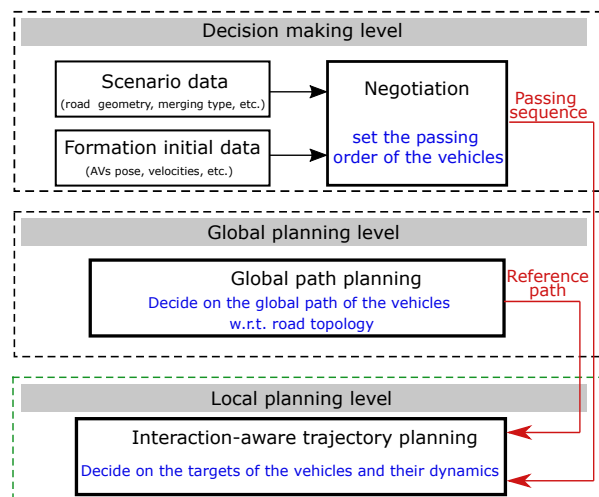 Decision making level
Scenario data
(road geometry, merging type, etc.)
Formation initial data
(AVs pose, velocities, etc.)
Negotiation
set the passing
order of the vehicles
Passing
sequence
Global planning level
Global path planning
Decide on the global path of the vehicles
w.r.t. road topology
Reference
path
Local planning level
Interaction-aware trajectory planning
Decide on the targets of the vehicles and their dynamics